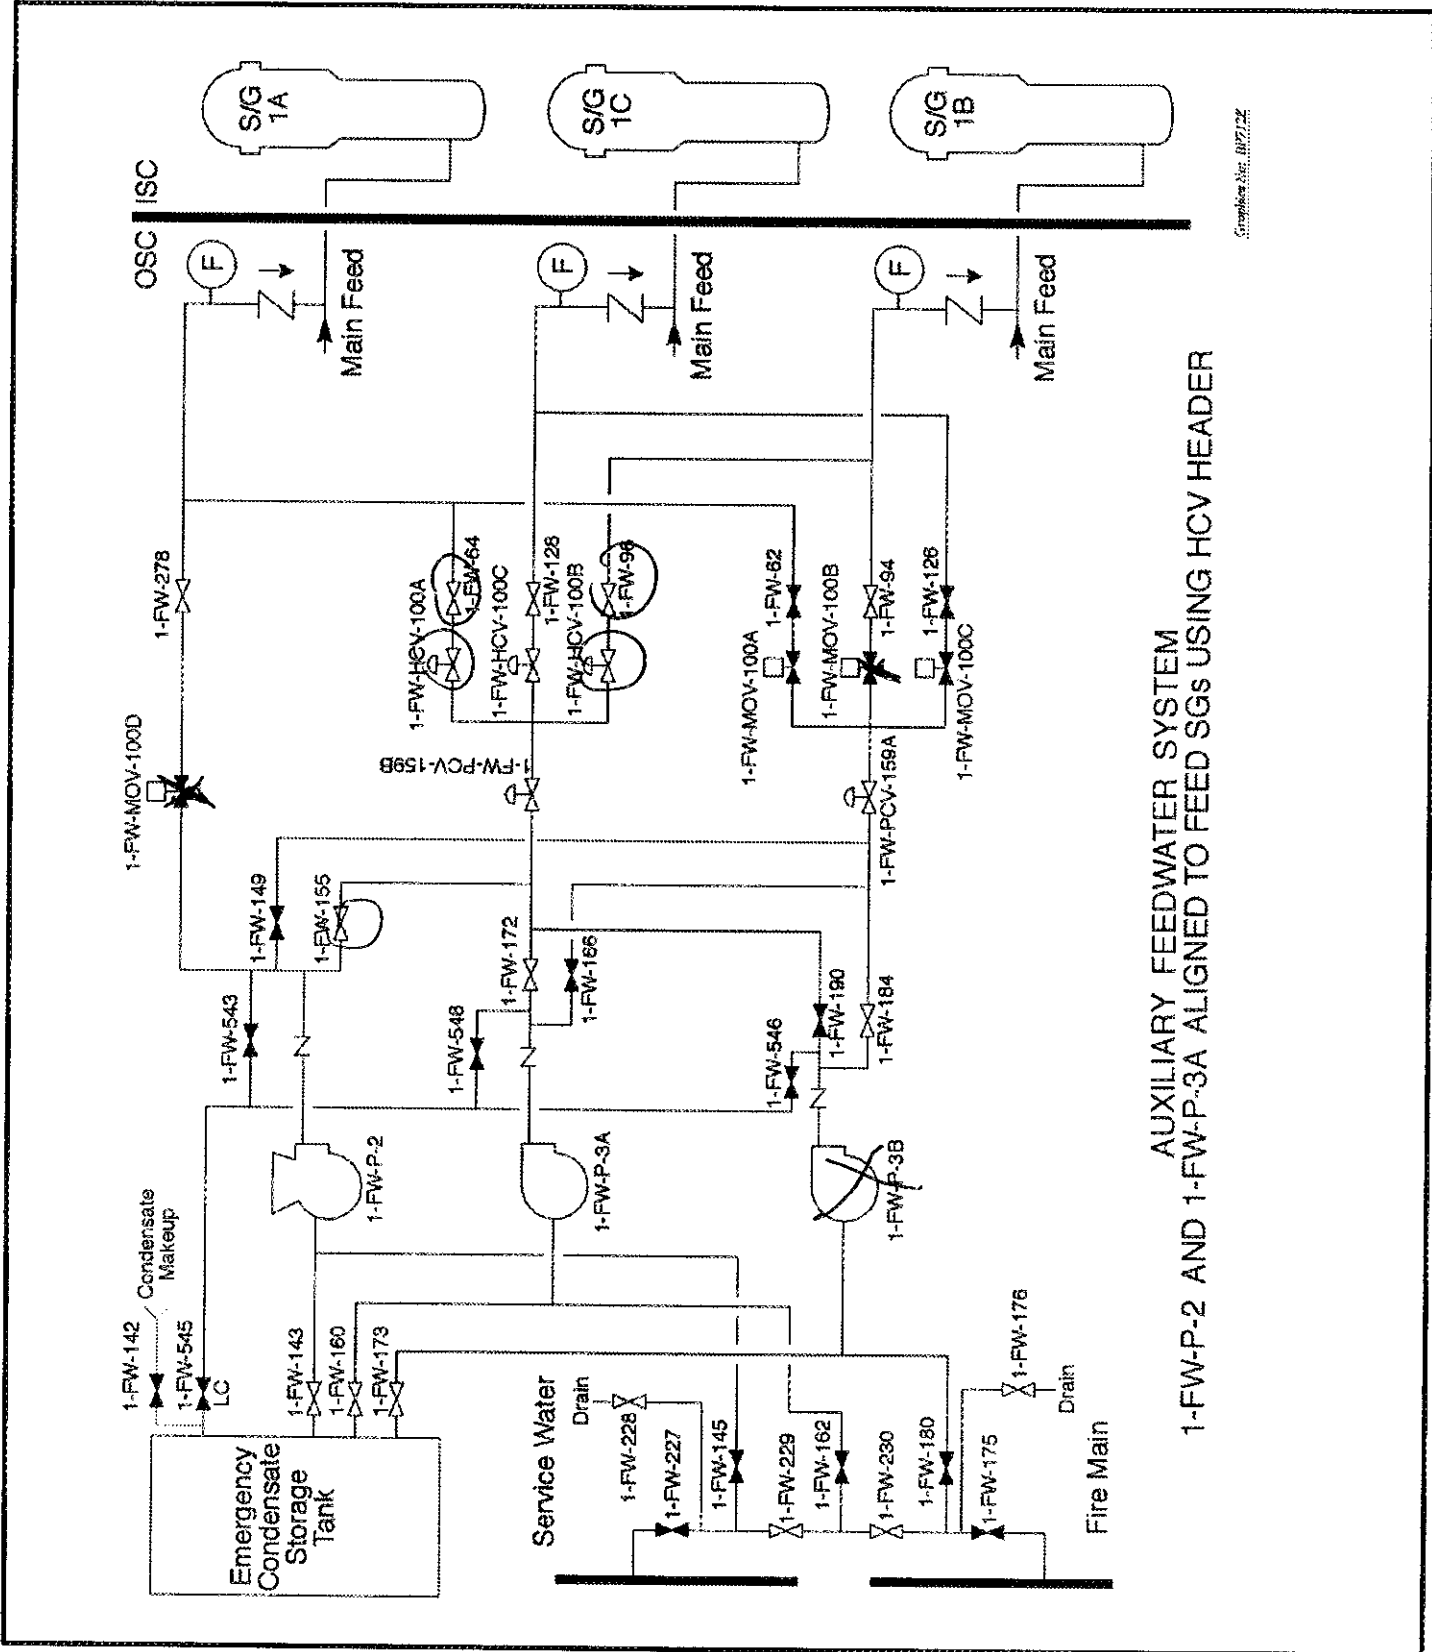 Emergency
Condensate
Storage
Tank
1-FW-142
Condensate
Makeup
1-FW-545
LC
1-FW-143
1-FW-160
1-FW-173
Service Water
Drain
1-FW-228
1-FW-227
1-FW-145
1-FW-229
1-FW-162
1-FW-230
1-FW-180
1-FW-175
1-FW-176
Drain
Fire Main
1-FW-P-2
1-FW-P-3A
1-FW-P-3B
1-FW-543
1-FW-548
1-FW-546
1-FW-149
1-FW-155
1-FW-172
1-FW-166
1-FW-190
1-FW-184
1-FW-MOV-100D
1-FW-PCV-159B
1-FW-PCV-159A
1-FW-278
1-FW-HCV-100A
1-FW-64
1-FW-HCV-100C
1-FW-128
1-FW-HCV-100B
1-FW-96
1-FW-MOV-100A
1-FW-62
1-FW-MOV-100B
1-FW-94
1-FW-MOV-100C
1-FW-126
OSC
ISC
F
Main Feed
F
Main Feed
F
Main Feed
S/G
1A
S/G
1C
S/G
1B
AUXILIARY FEEDWATER SYSTEM
1-FW-P-2 AND 1-FW-P-3A ALIGNED TO FEED SGs USING HCV HEADER